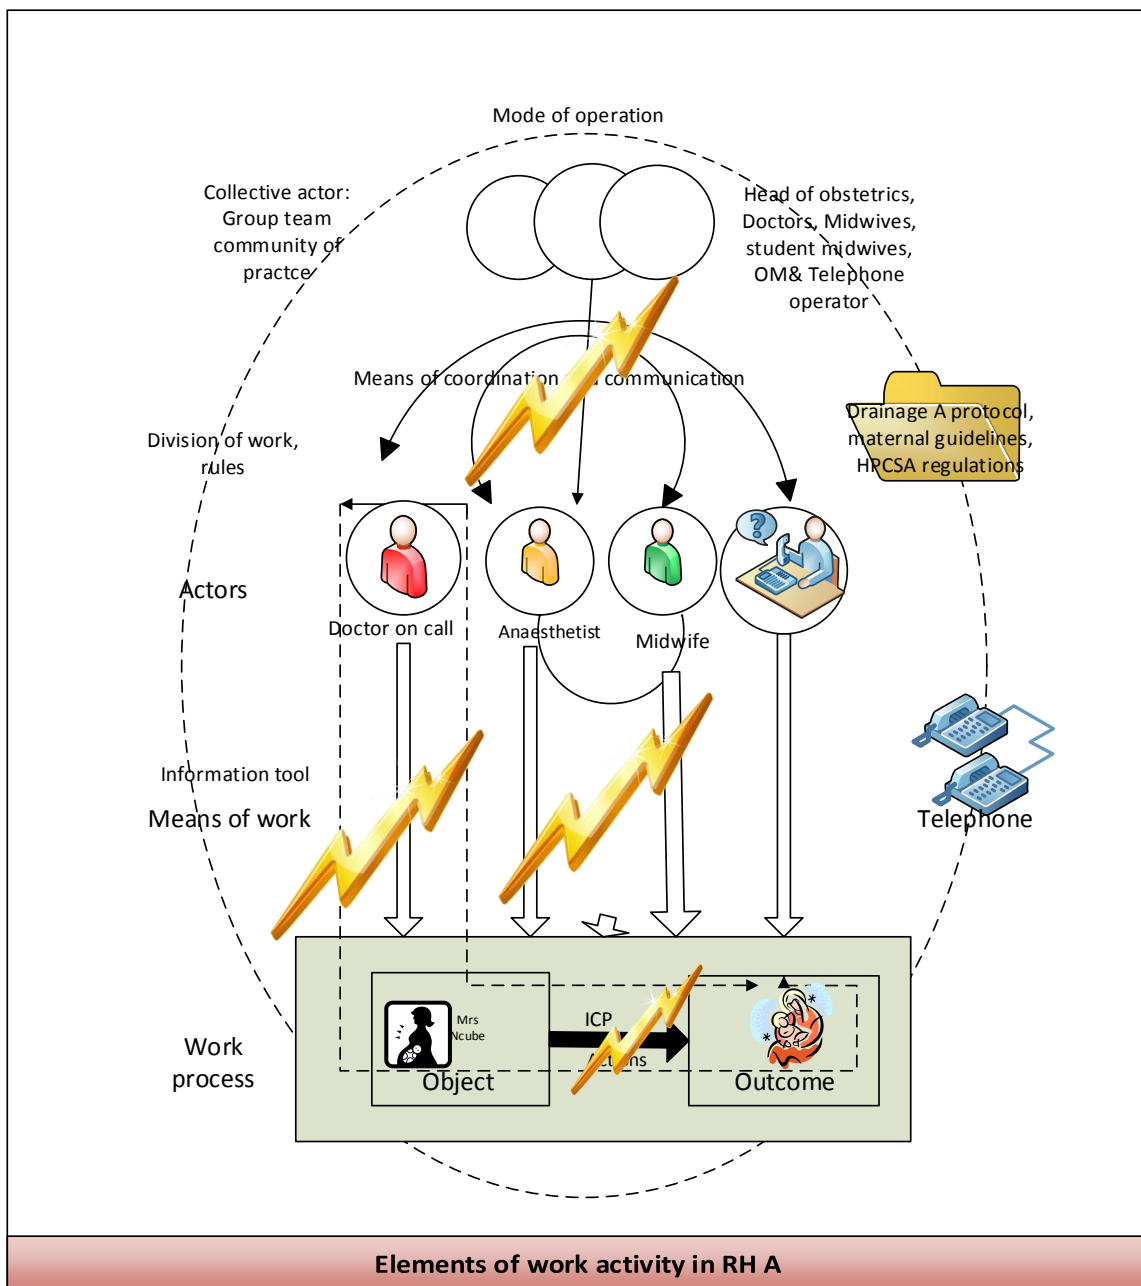 Mode of operation
Collective actor:
Group team
community of
practce
Head of obstetrics,
Doctors, Midwives,
student midwives,
OM& Telephone
operator
Means of coordination communication
Drainage A protocol,
maternal guidelines,
HPCSA regulations
Division of work,
rules
Actors
Doctor on call
Anaesthetist
Midwife
Information tool
Means of work
Telephone
Work
process
Mrs
Ncube
Object
ICP
Actions
Outcome
Elements of work activity in RH A